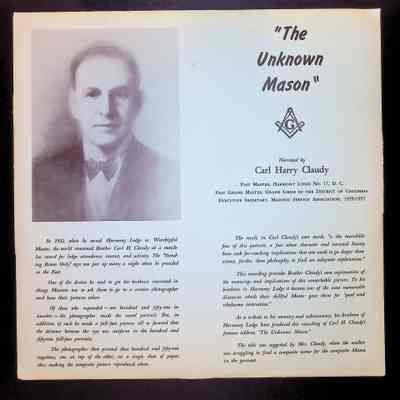 "The
Unknown
Mason"
G
Narrated by
Carl Harry Claudy
Past Master, Harmony Lodge No. 17, D. C.
Past Grand Master, Grand Lodge of the District of Columbia
Executive Secretary, Masonic Service Association, 1929-1957
In 1932, when he served Harmony Lodge as Worshipful
Master, the world renowned Brother Carl H. Claudy set a match-
less record for lodge attendance, interest and activity. The "Stand-
ing Room Only" sign was put up many a night when he presided
in the East.
One of the devices he used to get his brethren interested in
things Masonic was to ask them to go to a certain photographer
and have their pictures taken.
Of those who responded — one hundred and fifty-one in
number — the photographer made the usual portraits. But, in
addition, of each he made a full-face picture, all so focused that
the distance between the eyes was uniform in the hundred and
fifty-one full-face portraits.
The photographer then printed that hundred and fifty-one
negatives, one on top of the other, on a single sheet of paper,
thus making the composite picture reproduced above.
The result, in Carl Claudy's own words, "is the incredible
face of this portrait, a face whose character and unusual beauty
have such far-reaching implications that one needs to go deeper than
science, farther than philosophy, to find an adequate explanation."
This recording provides Brother Claudy's own explanation of
the meanings and implications of this remarkable picture. To his
brethren in Harmony Lodge it became one of the most memorable
discourses which their skilled Master gave them for "good and
wholesome instruction."
As a tribute to his memory and achievements, his brethren of
Harmony Lodge have produced this recording of Carl H. Claudy's
famous address, "The Unknown Mason."
The title was suggested by Mrs. Claudy, when the author
was struggling to find a composite name for the composite Mason
in the portrait.